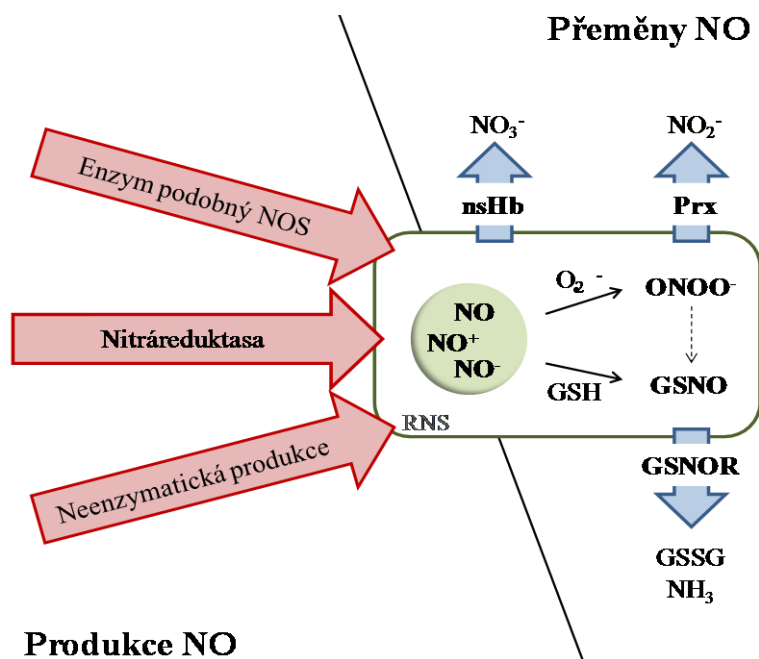 Přeměny NO
NO₃⁻
NO₂⁻
Enzym podobný NOS
nsHb
Prx
O₂ ⁻
ONOO⁻
NO
NO⁺
NO⁻
Nitráreduktasa
GSH
GSNO
RNS
Neenzymatická produkce
GSNOR
GSSG
NH₃
Produkce NO